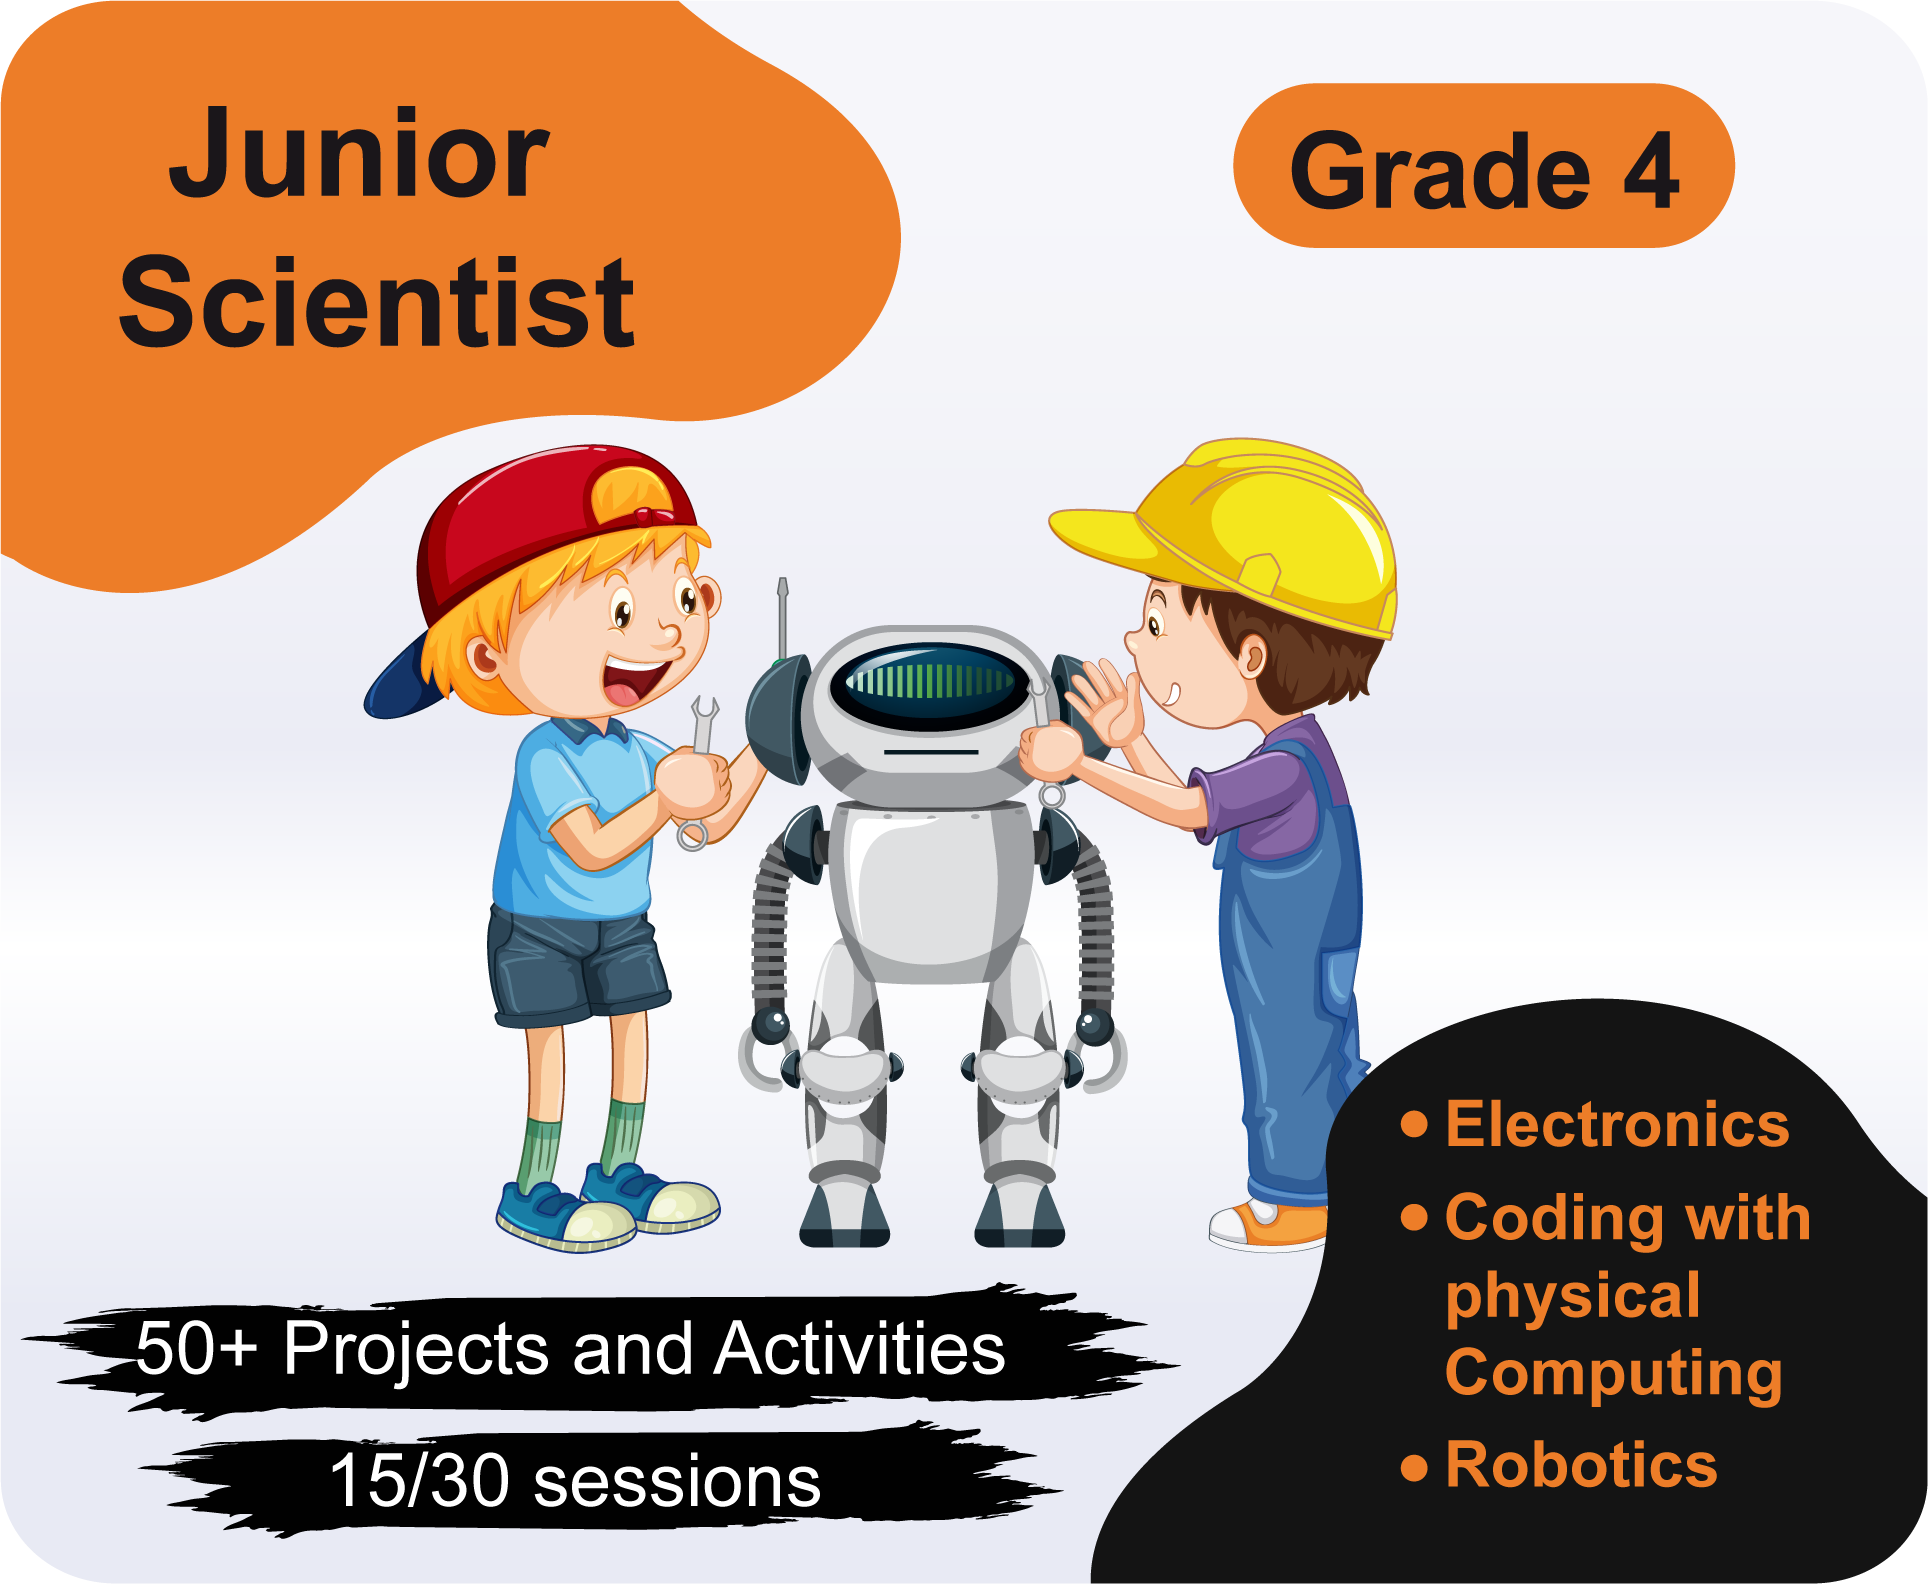 Junior
Scientist
Grade 4
• Electronics
• Coding with
physical
Computing
• Robotics
50+ Projects and Activities
15/30 sessions